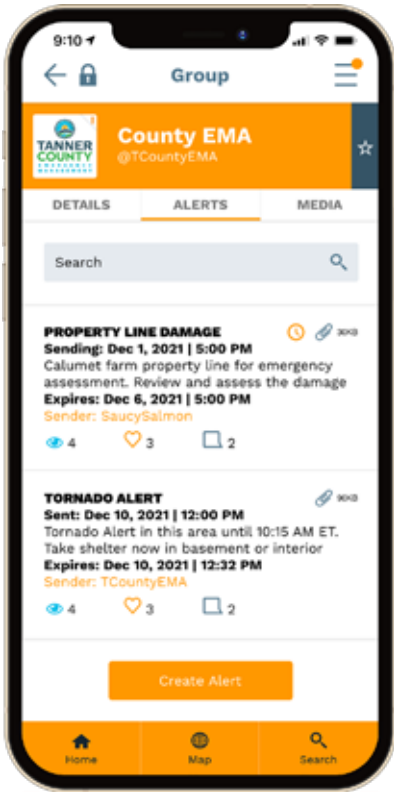 9:10
Group
TANNER
COUNTY
EMERGENCY
MANAGEMENT
County EMA
@TCountyEMA
DETAILS ALERTS MEDIA
Search
PROPERTY LINE DAMAGE
Sending: Dec 1, 2021 | 5:00 PM
Calumet farm property line for emergency
assessment. Review and assess the damage
Expires: Dec 6, 2021 | 5:00 PM
Sender: SaucySalmon
4 3 2
TORNADO ALERT
Sent: Dec 10, 2021 | 12:00 PM
Tornado Alert in this area until 10:15 AM ET.
Take shelter now in basement or interior
Expires: Dec 10, 2021 | 12:32 PM
Sender: TCountyEMA
4 3 2
Create Alert
Home Map Search